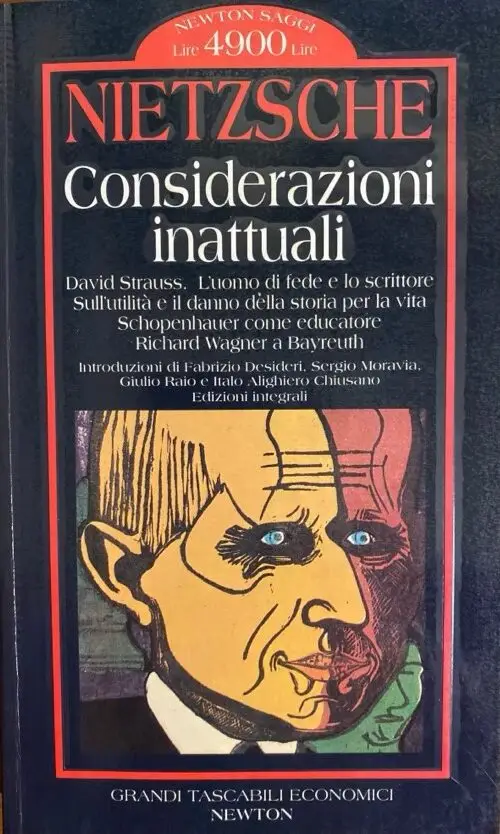 NEWTON SAGGI
Lire 4900 Lire
NIETZSCHE
Considerazioni
inattuali
David Strauss. L'uomo di fede e lo scrittore
Sull'utilità e il danno della storia per la vita
Schopenhauer come educatore
Richard Wagner a Bayreuth
Introduzioni di Fabrizio Desideri, Sergio Moravia,
Giulio Raio e Italo Alighiero Chiusano
Edizioni integrali
GRANDI TASCABILI ECONOMICI
NEWTON